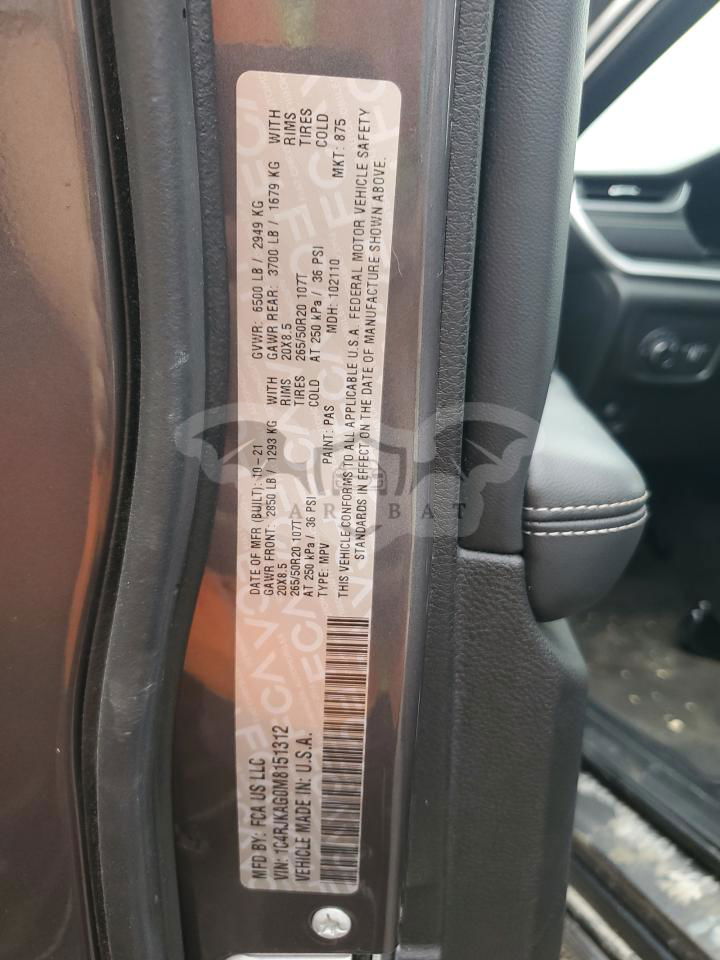 MFD BY: FCA US LLC
DATE OF MFR (BUILT): 10-21
GVWR: 6500 LB / 2949 KG
GAWR FRONT: 2850 LB / 1293 KG WITH
GAWR REAR: 3700 LB / 1679 KG WITH
20X8.5 RIMS
20X8.5 RIMS
265/50R20 107T TIRES
265/50R20 107T TIRES
AT 250 kPa / 36 PSI COLD
AT 250 kPa / 36 PSI COLD
VIN: 1C4RJKAG0M8151312
TYPE: MPV PAINT: PAS MDH: 102110 MKT: 875
VEHICLE MADE IN: U.S.A.
THIS VEHICLE CONFORMS TO ALL APPLICABLE U.S.A. FEDERAL MOTOR VEHICLE SAFETY
STANDARDS IN EFFECT ON THE DATE OF MANUFACTURE SHOWN ABOVE.
CARCBAT